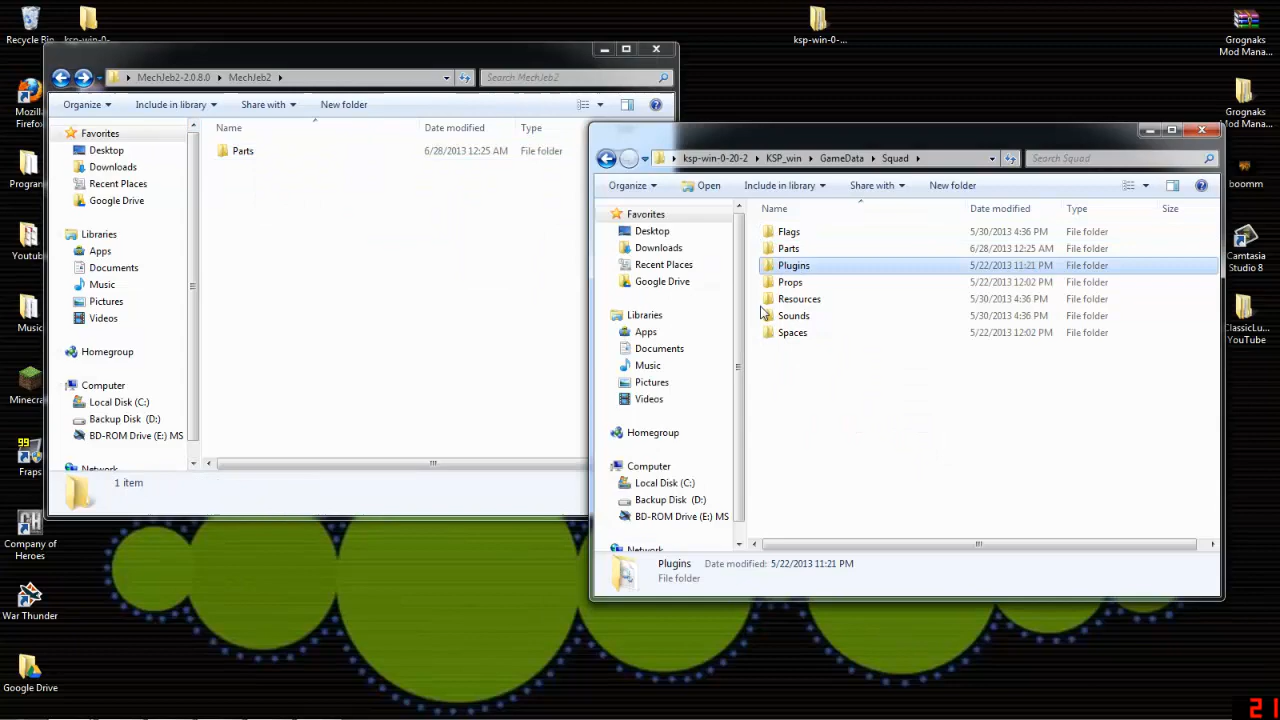 Recycle Bin
ksp-win-0-
ksp-win-0-...
Grognaks
Mod Mana...
Mozill
Firefo
Program
Youtub
Music
Minecra
Fraps
99
Company of
Heroes
War Thunder
Google Drive
Grognaks
Mod Mana...
boomm
Camtasia
Studio 8
ClassicLu...
YouTube
MechJeb2-2.0.8.0
MechJeb2
Search MechJeb2
Organize
Include in library
Share with
New folder
Name
Date modified
Type
Favorites
Desktop
Downloads
Recent Places
Google Drive
Libraries
Apps
Documents
Music
Pictures
Videos
Homegroup
Computer
Local Disk (C:)
Backup Disk (D:)
BD-ROM Drive (E:) MS
Network
Parts
6/28/2013 12:25 AM
File folder
1 item
ksp-win-0-20-2
KSP_win
GameData
Squad
Search Squad
Organize
Open
Include in library
Share with
New folder
Name
Date modified
Type
Size
Favorites
Desktop
Downloads
Recent Places
Google Drive
Libraries
Apps
Documents
Music
Pictures
Videos
Homegroup
Computer
Local Disk (C:)
Backup Disk (D:)
BD-ROM Drive (E:) MS
Network
Flags 5/30/2013 4:36 PM File folder
Parts 6/28/2013 12:25 AM File folder
Plugins 5/22/2013 11:21 PM File folder
Props 5/22/2013 12:02 PM File folder
Resources 5/30/2013 4:36 PM File folder
Sounds 5/30/2013 4:36 PM File folder
Spaces 5/22/2013 12:02 PM File folder
Plugins
Date modified: 5/22/2013 11:21 PM
File folder
21